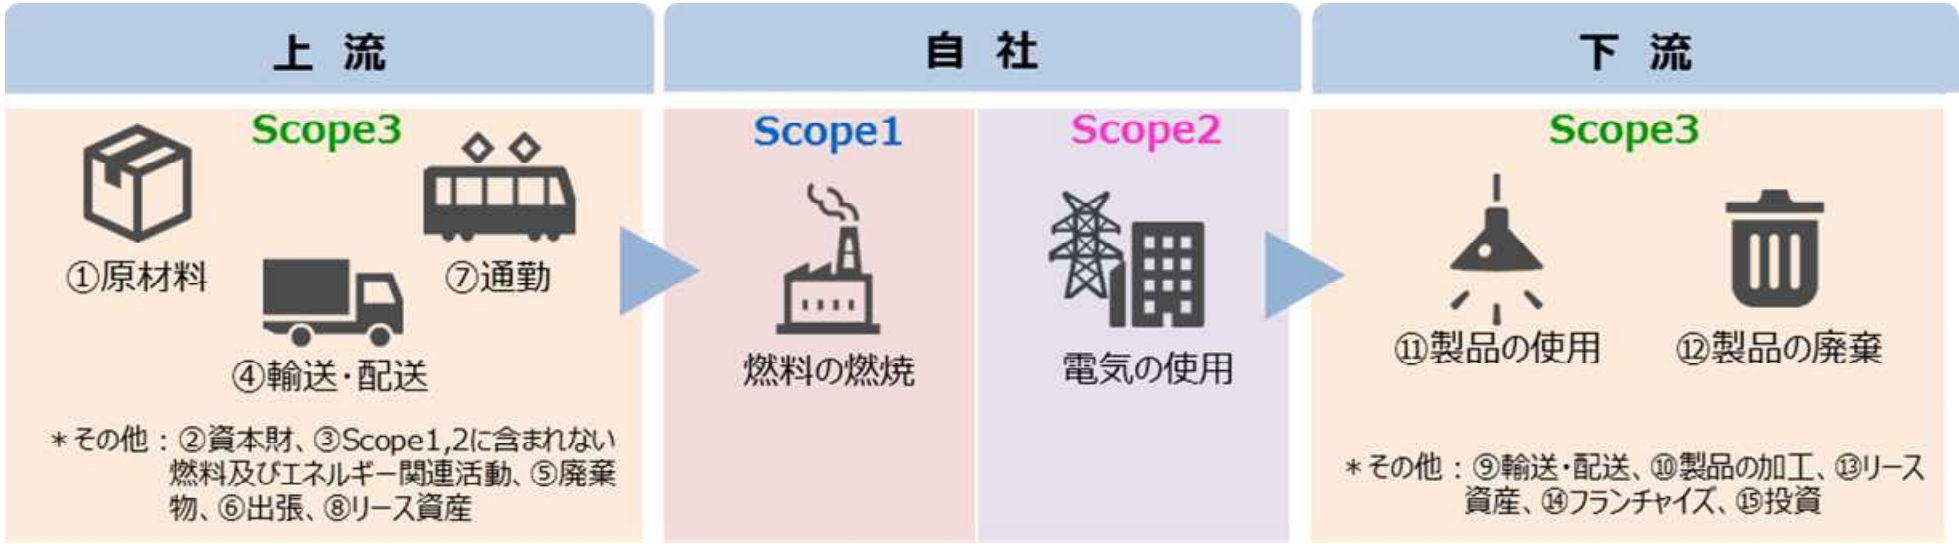 上 流
Scope3
①原材料
⑦通勤
④輸送・配送
＊その他：②資本財、③Scope1,2に含まれない
燃料及びエネルギー関連活動、⑤廃棄
物、⑥出張、⑧リース資産
自 社
Scope1
燃料の燃焼
Scope2
電気の使用
下 流
Scope3
⑪製品の使用
⑫製品の廃棄
＊その他：⑨輸送・配送、⑩製品の加工、⑬リース
資産、⑭フランチャイズ、⑮投資